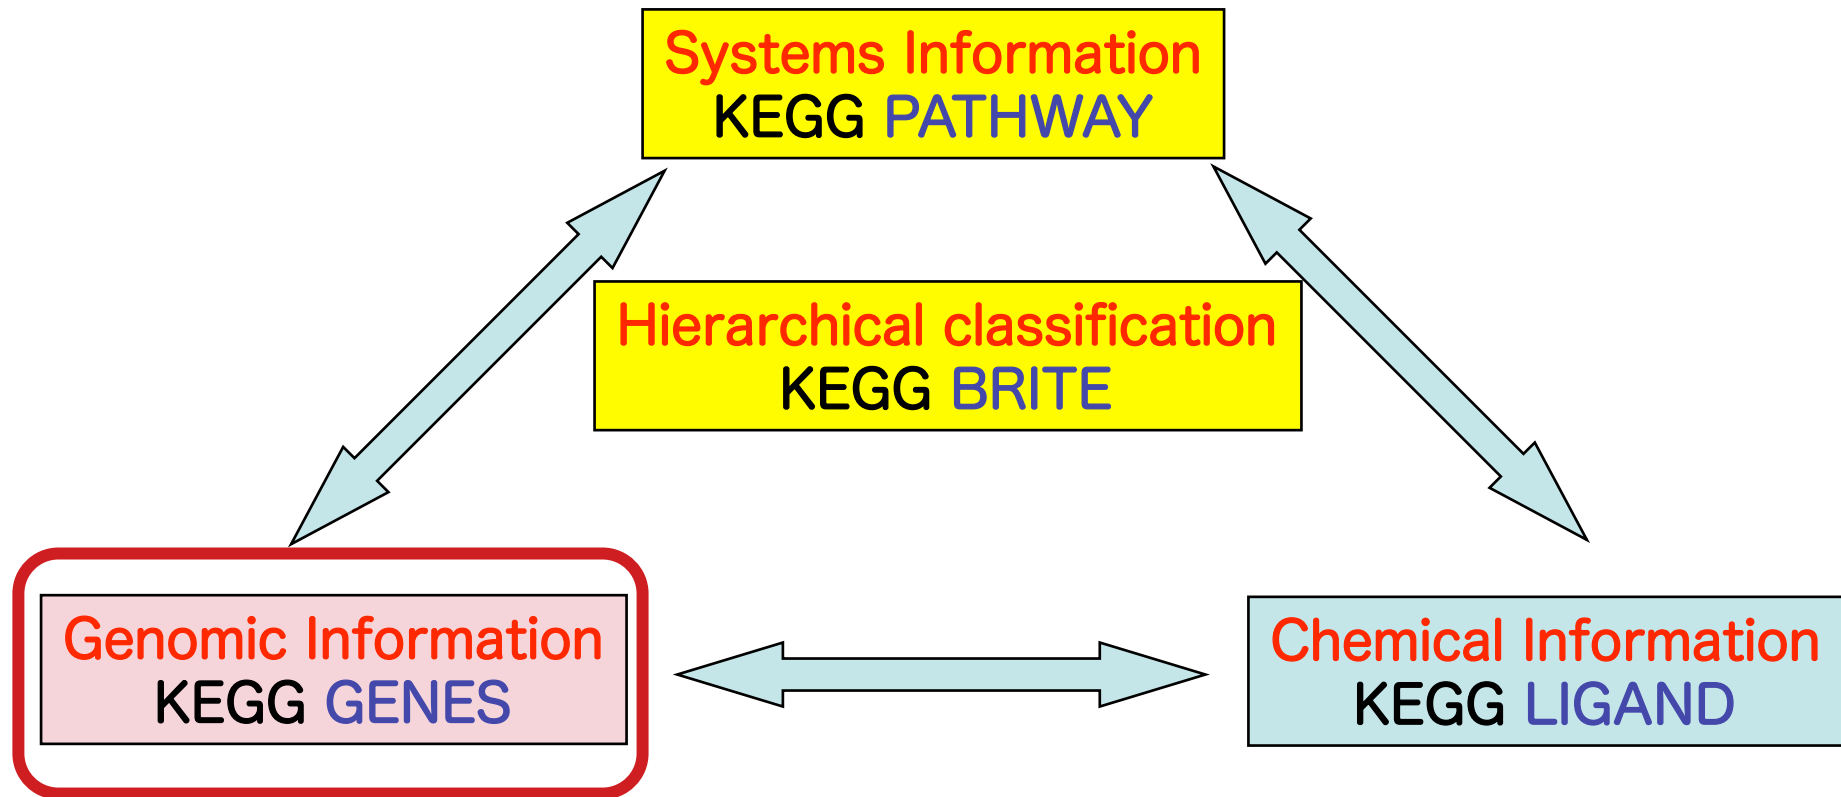 Systems Information
KEGG PATHWAY
Hierarchical classification
KEGG BRITE
Genomic Information
KEGG GENES
Chemical Information
KEGG LIGAND